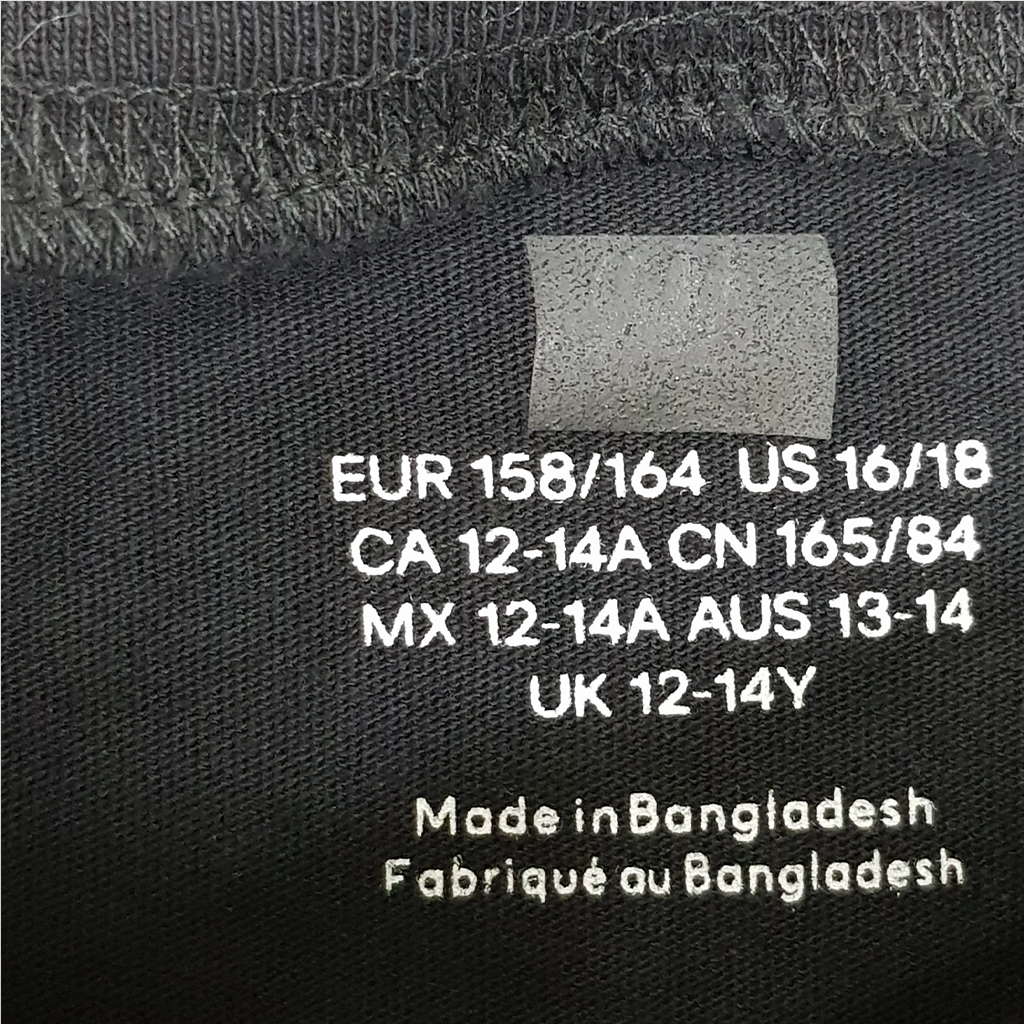 EUR 158/164 US 16/18
CA 12-14A CN 165/84
MX 12-14A AUS 13-14
UK 12-14Y
Made in Bangladesh
Fabriqué au Bangladesh